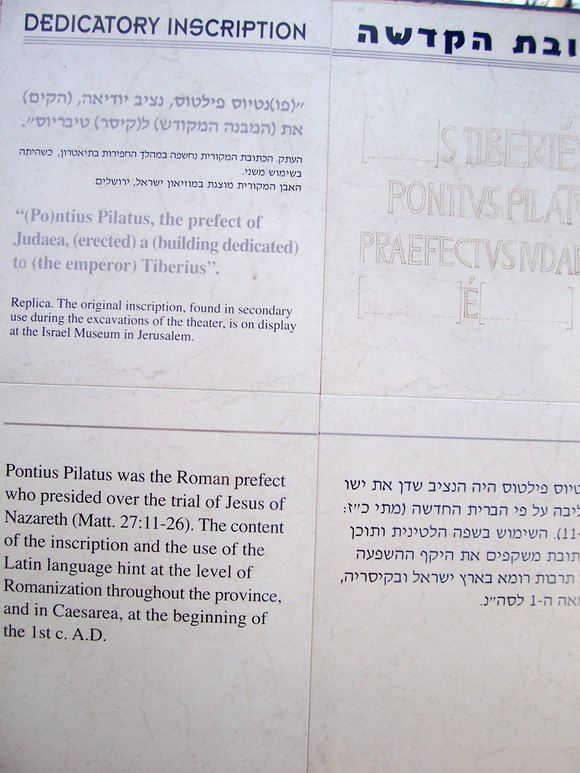 DEDICATORY INSCRIPTION
ובת הקדשה
"(פו)נטיוס פילטוס, נציב יודיאה, (הקים)
את (המבנה המקודש) ל(קיסר) טיבריוס".
העתק. הכתובת המקורית נחשפה במהלך החפירות בתיאטרון, כשהיתה
בשימוש משני.
האבן המקורית מוצגת במוזיאון ישראל, ירושלים.
"(Po)ntius Pilatus, the prefect of
Judaea, (erected) a (building dedicated)
to (the emperor) Tiberius".
Replica. The original inscription, found in secondary
use during the excavations of the theater, is on display
at the Israel Museum in Jerusalem.
[ ]S TIBERIÉ
PONTIVS PILAT
PRAEFECTVS IVDAE
[ ]É[ ]
Pontius Pilatus was the Roman prefect
who presided over the trial of Jesus of
Nazareth (Matt. 27:11-26). The content
of the inscription and the use of the
Latin language hint at the level of
Romanization throughout the province,
and in Caesarea, at the beginning of
the 1st c. A.D.
טיוס פילטוס היה הנציב שדן את ישו
ליבה על פי הברית החדשה (מתי כ"ז:
11-). השימוש בשפה הלטינית ותוכן
תובת משקפים את היקף ההשפעה
תרבות רומא בארץ ישראל ובקיסריה,
אה ה-1 לסה"נ.